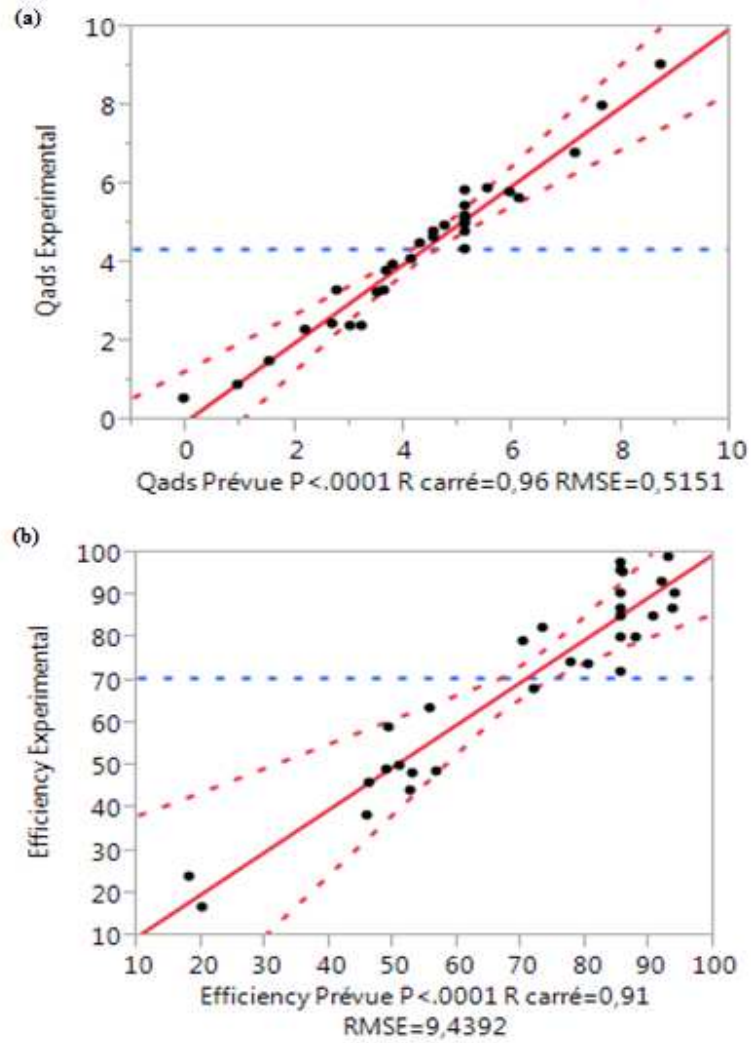 (a)
10
8
6
4
2
0
Qads Experimental
0 2 4 6 8 10
Qads Prévue P<.0001 R carré=0,96 RMSE=0,5151
(b)
100
90
80
70
60
50
40
30
20
10
Efficiency Experimental
10 20 30 40 50 60 70 80 90 100
Efficiency Prévue P<.0001 R carré=0,91
RMSE=9,4392